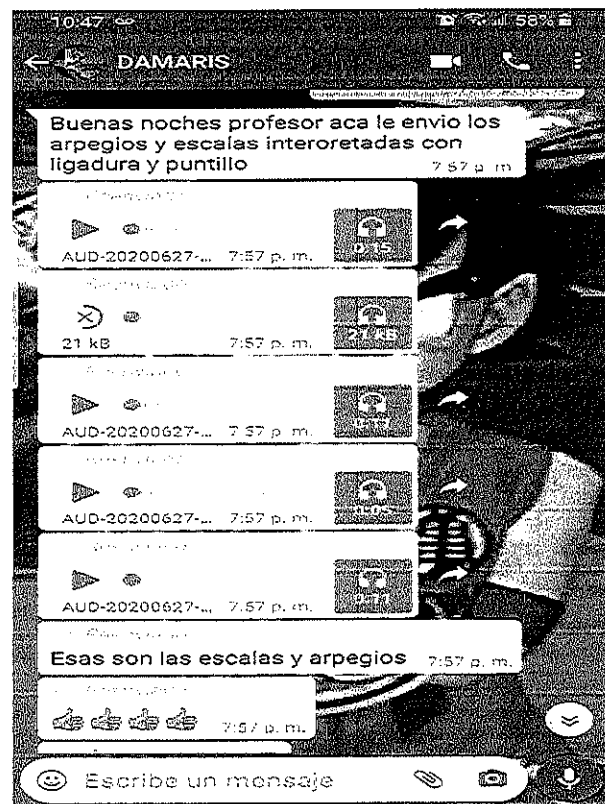 10:47
58%
DAMARIS
Buenas noches profesor aca le envio los
arpegios y escalas interoretadas con
ligadura y puntillo
7:57 p. m.
AUD-20200627-... 7:57 p. m.
21 kB 7:57 p. m.
AUD-20200627-... 7:57 p. m.
AUD-20200627-... 7:57 p. m.
AUD-20200627-... 7:57 p. m.
Esas son las escalas y arpegios 7:57 p. m.
7:57 p. m.
Escribe un mensaje